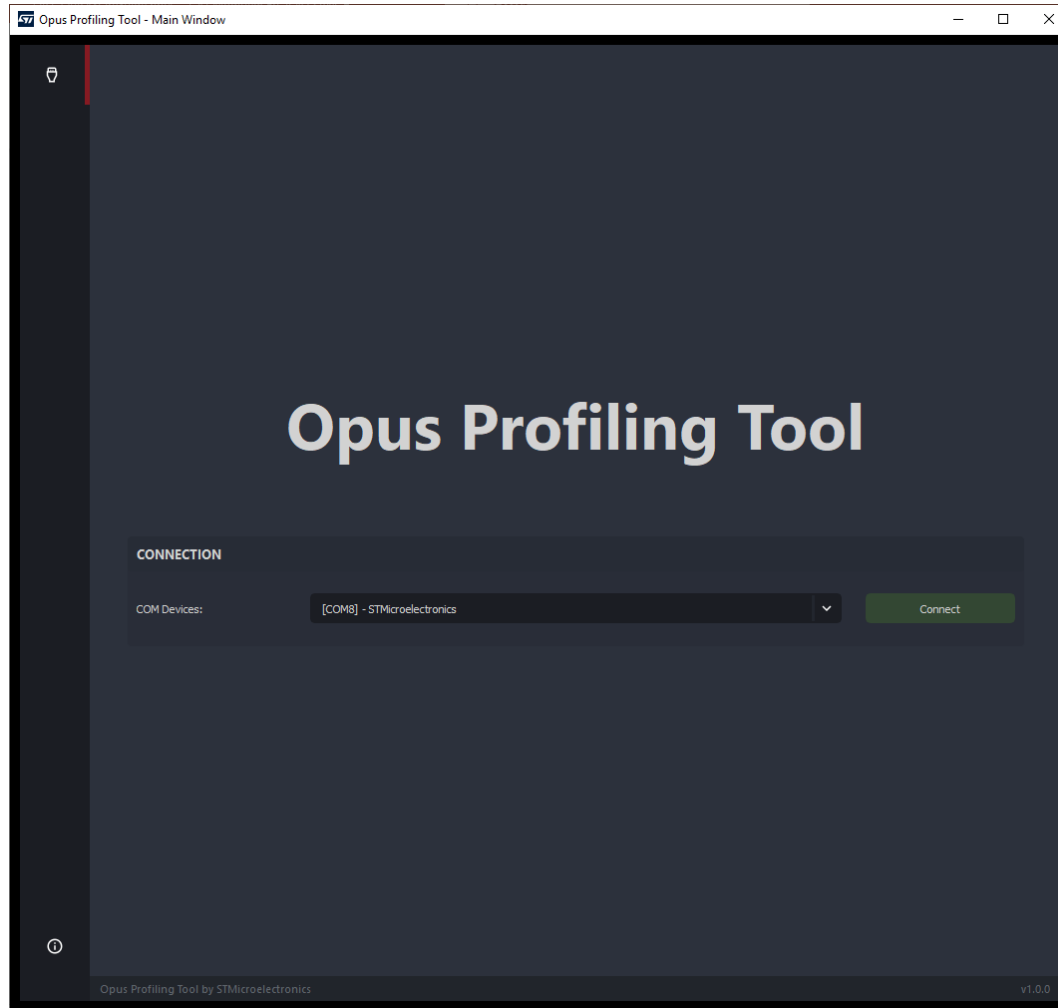 ST Opus Profiling Tool - Main Window
Opus Profiling Tool
CONNECTION
COM Devices: [COM8] - STMicroelectronics Connect
Opus Profiling Tool by STMicroelectronics v1.0.0